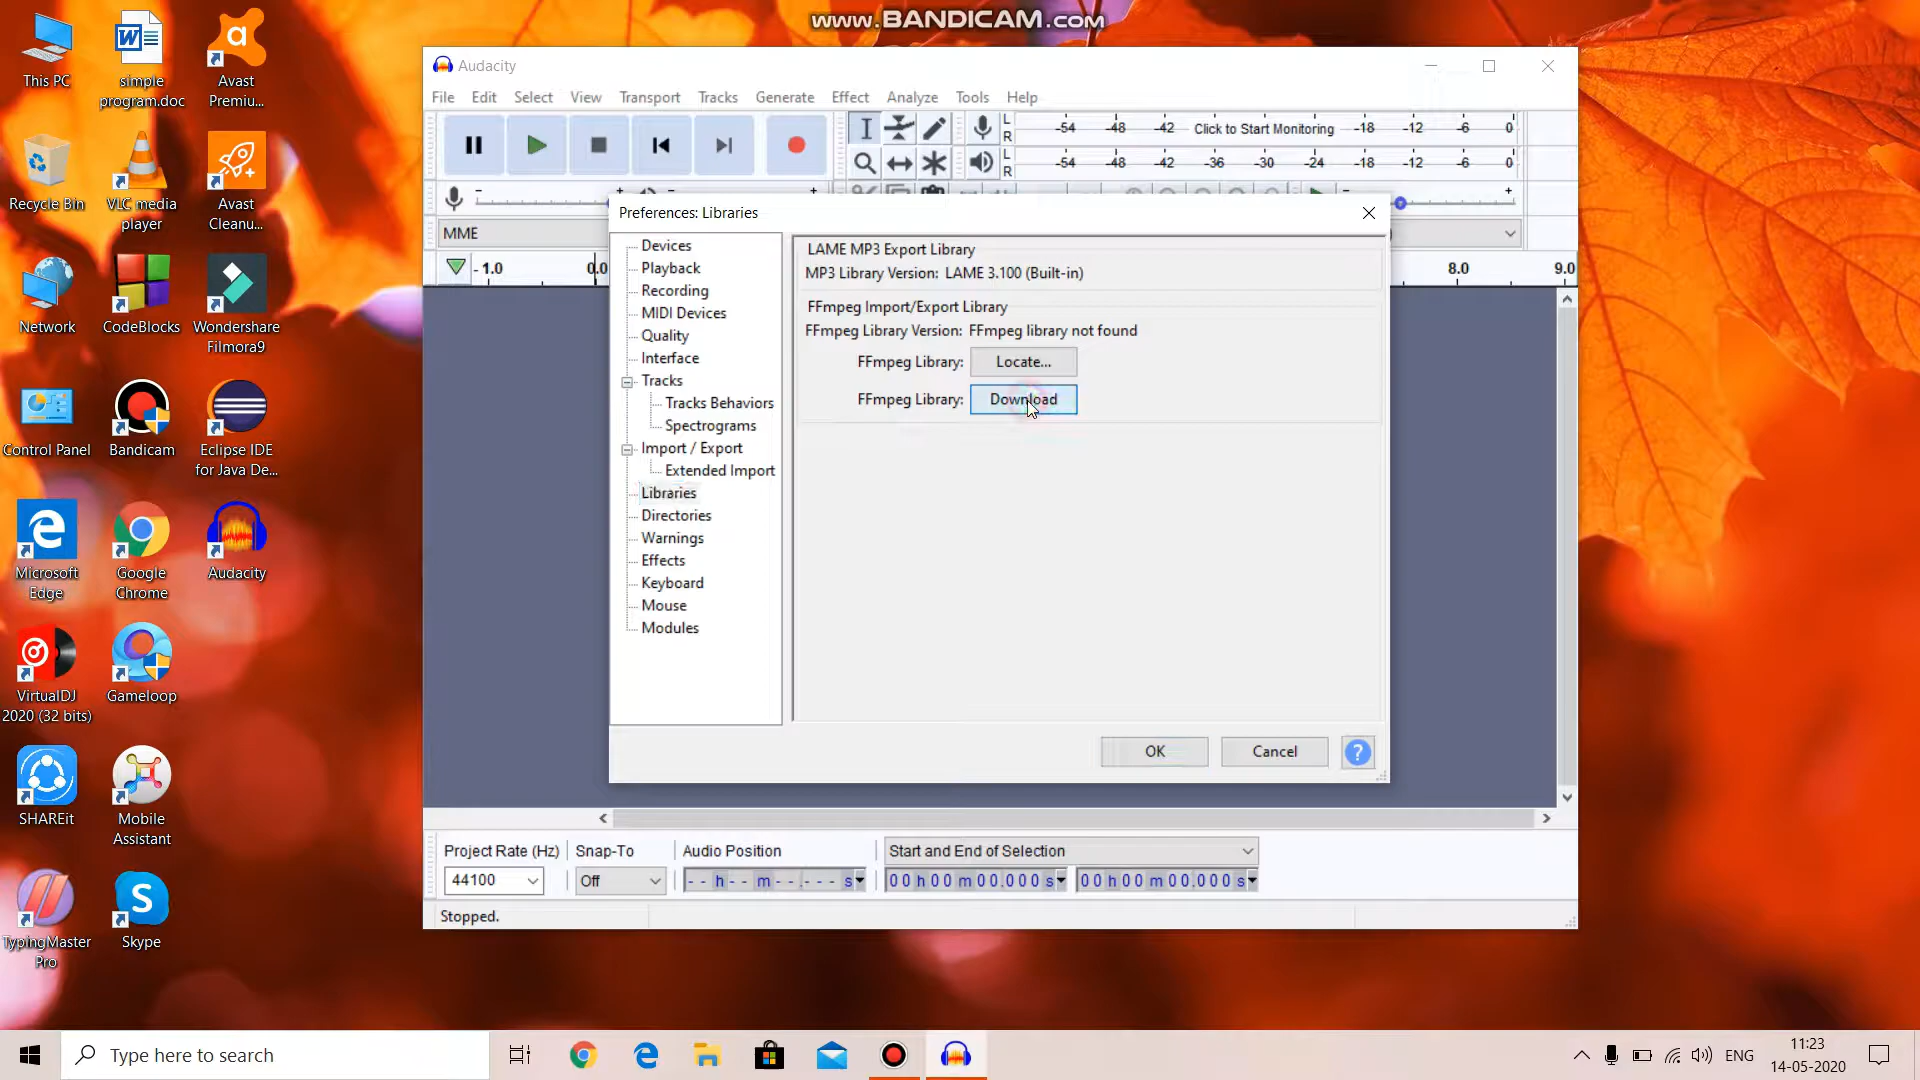 www.BANDICAM.com
This PC
simple
program.doc
Avast
Premiu...
Recycle Bin
VLC media
player
Avast
Cleanu...
Network
CodeBlocks
Wondershare
Filmora9
Control Panel
Bandicam
Eclipse IDE
for Java De...
Microsoft
Edge
Google
Chrome
Audacity
VirtualDJ
2020 (32 bits)
Gameloop
SHAREit
Mobile
Assistant
TypingMaster
Pro
Skype
Audacity
File Edit Select View Transport Tracks Generate Effect Analyze Tools Help
L
R
-54 -48 -42 Click to Start Monitoring -18 -12 -6 0
L
R
-54 -48 -42 -36 -30 -24 -18 -12 -6 0
- + - + - +
MME
-1.0 0.0 8.0 9.0
Preferences: Libraries
Devices
Playback
Recording
MIDI Devices
Quality
Interface
Tracks
Tracks Behaviors
Spectrograms
Import / Export
Extended Import
Libraries
Directories
Warnings
Effects
Keyboard
Mouse
Modules
LAME MP3 Export Library
MP3 Library Version: LAME 3.100 (Built-in)
FFmpeg Import/Export Library
FFmpeg Library Version: FFmpeg library not found
FFmpeg Library: Locate...
FFmpeg Library: Download
OK Cancel ?
Project Rate (Hz) Snap-To Audio Position Start and End of Selection
44100 Off -- h -- m --.--- s 00 h 00 m 00.000 s 00 h 00 m 00.000 s
Stopped.
Type here to search
ENG
11:23
14-05-2020